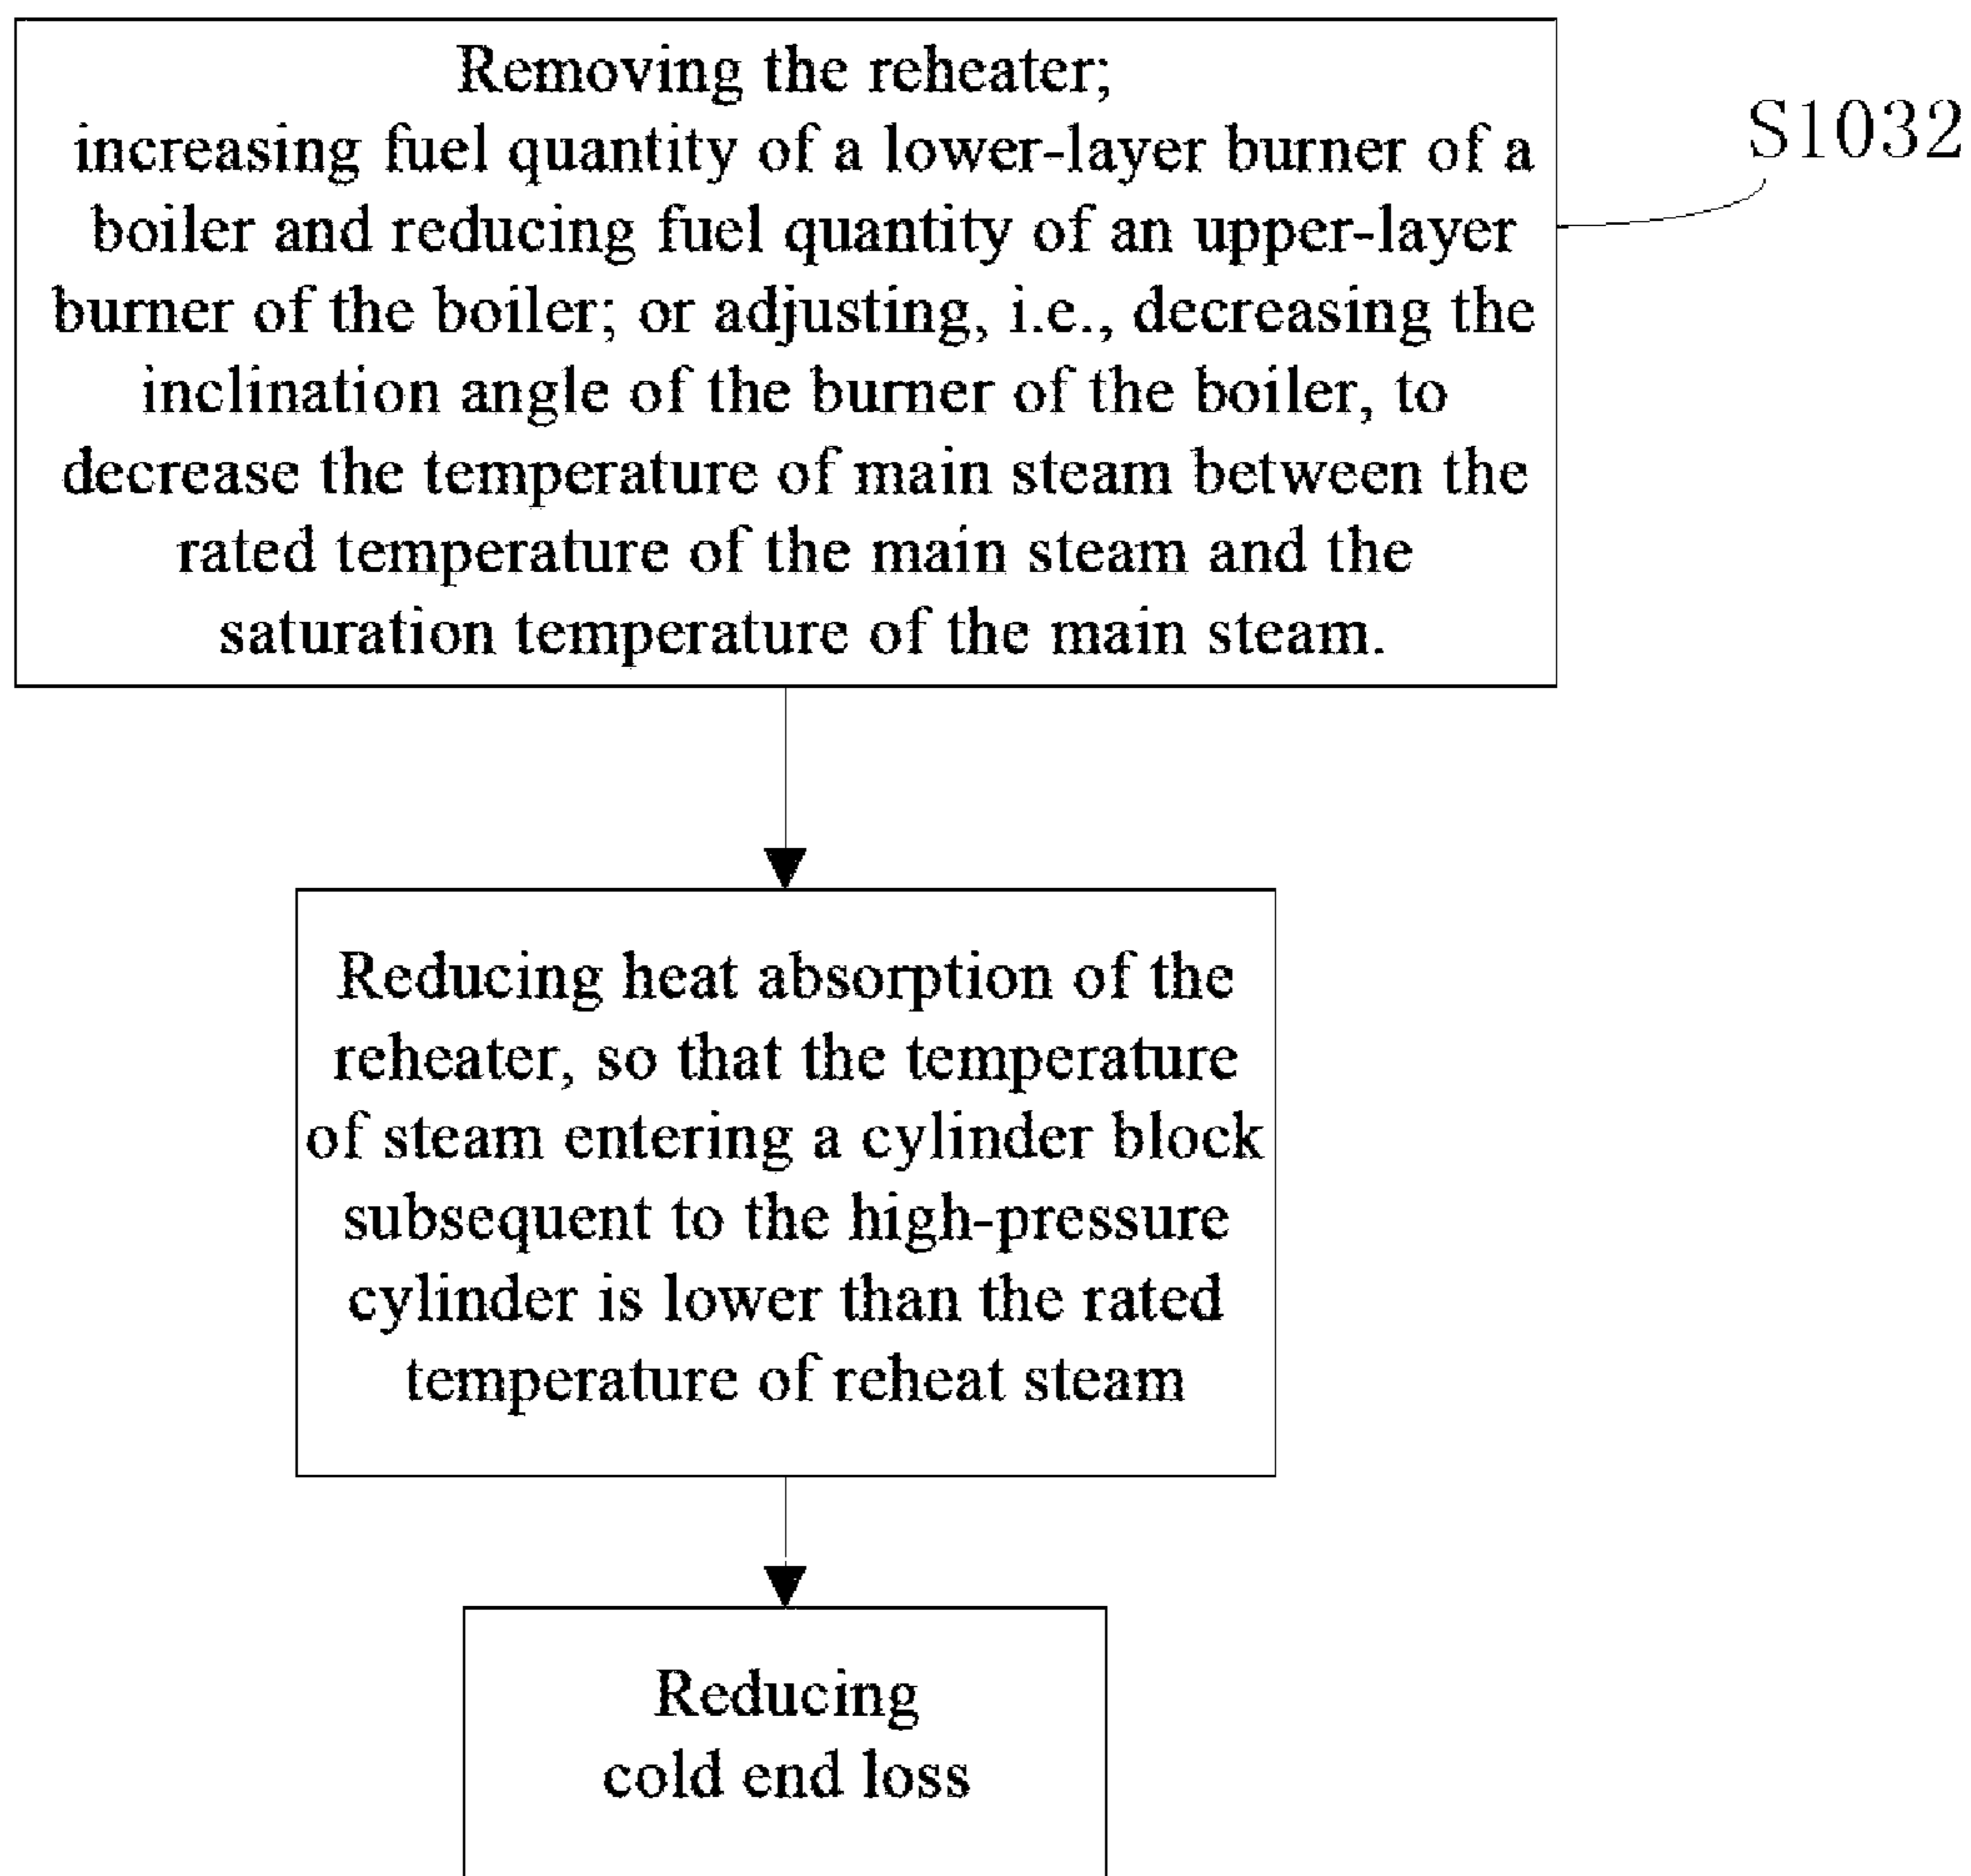 Removing the reheater;
increasing fuel quantity of a lower-layer burner of a
boiler and reducing fuel quantity of an upper-layer
burner of the boiler; or adjusting, i.e., decreasing the
inclination angle of the burner of the boiler, to
decrease the temperature of main steam between the
rated temperature of the main steam and the
saturation temperature of the main steam.
S1032
Reducing heat absorption of the
reheater, so that the temperature
of steam entering a cylinder block
subsequent to the high-pressure
cylinder is lower than the rated
temperature of reheat steam
Reducing
cold end loss